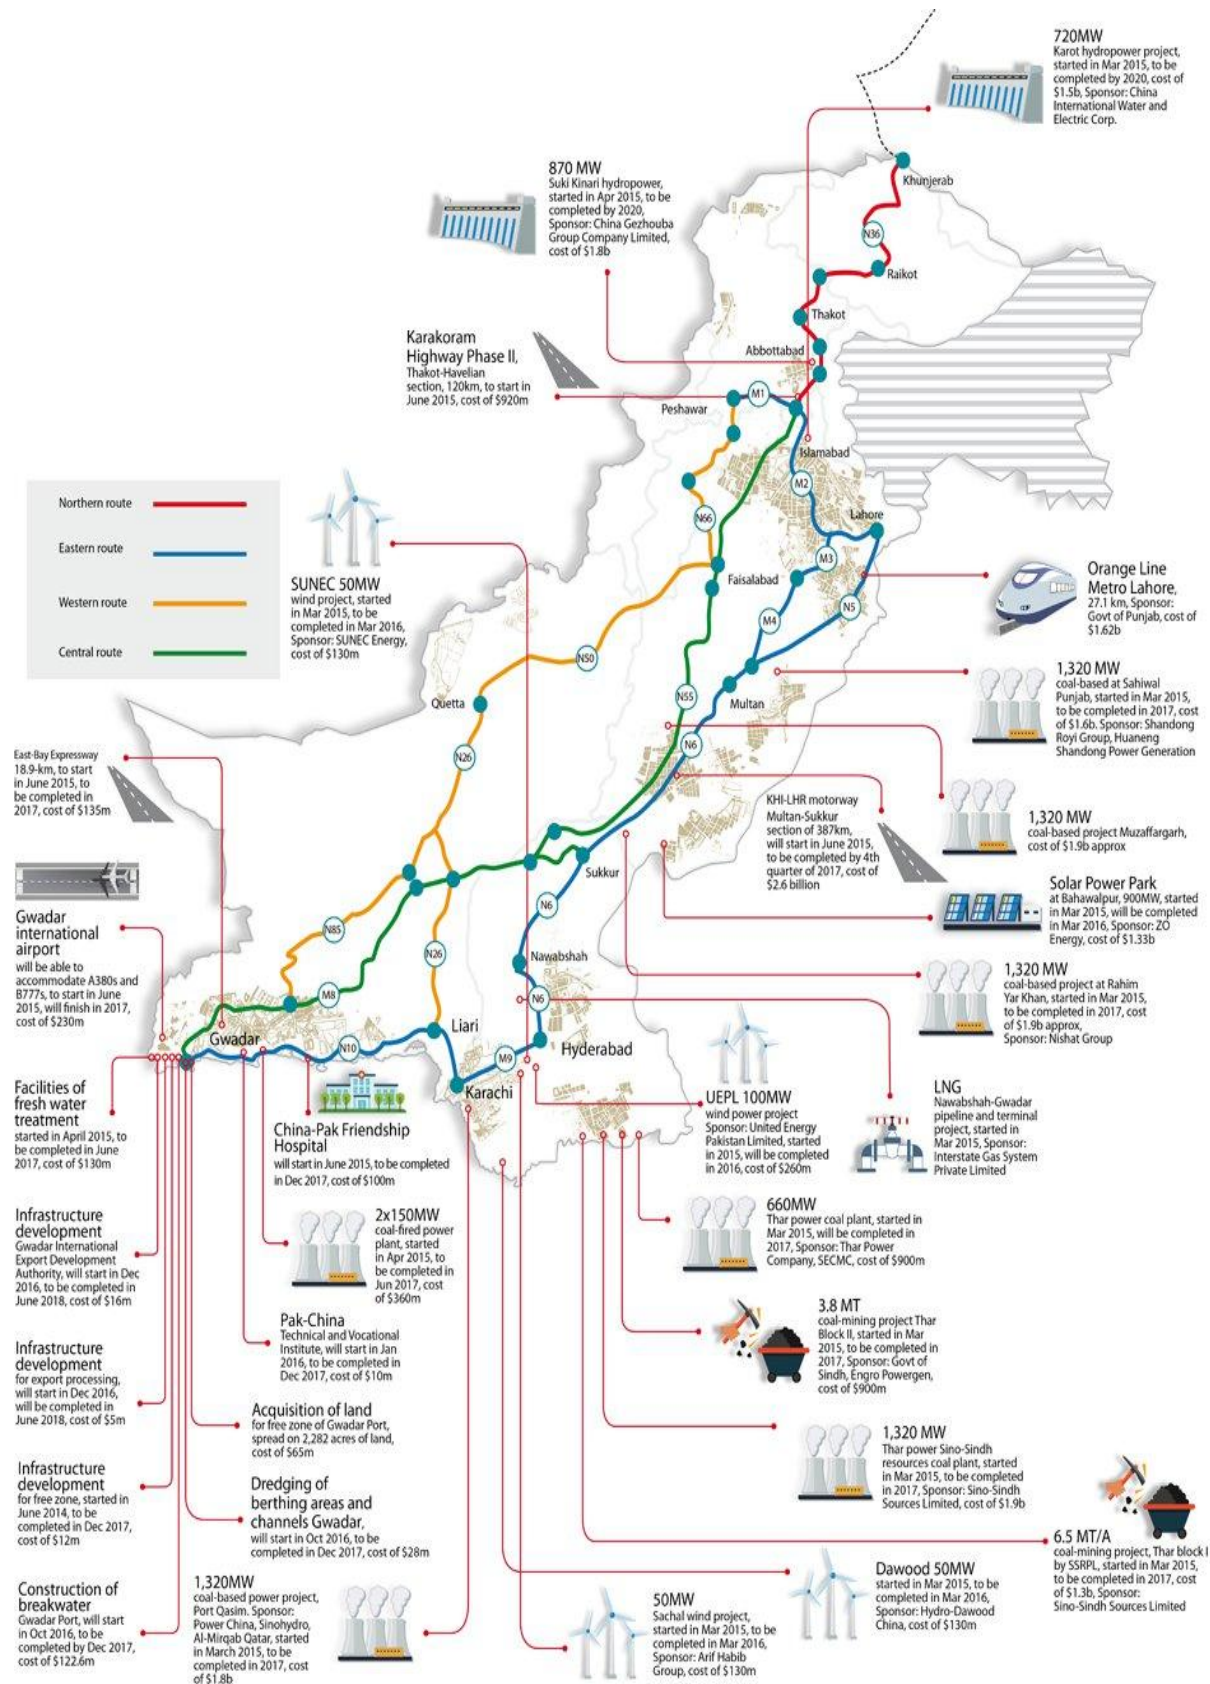 720MW
Karot hydropower project,
started in Mar 2015, to be
completed by 2020, cost of
$1.5b, Sponsor: China
International Water and
Electric Corp.
870 MW
Suki Kinari hydropower,
started in Apr 2015, to be
completed by 2020,
Sponsor: China Gezhouba
Group Company Limited,
cost of $1.8b
Khunjerab
N36
Raikot
Thakot
Karakoram
Highway Phase II,
Thakot-Havelian
section, 120km, to start in
June 2015, cost of $920m
Abbottabad
M1
Peshawar
Islamabad
M2
Northern route
Eastern route
Western route
Central route
N66
Lahore
M3
SUNEC 50MW
wind project, started
in Mar 2015, to be
completed in Mar 2016,
Sponsor: SUNEC Energy,
cost of $130m
Faisalabad
Orange Line
Metro Lahore,
27.1 km, Sponsor:
Govt of Punjab, cost of
$1.62b
N5
M4
N50
1,320 MW
coal-based at Sahiwal
Punjab, started in Mar 2015,
to be completed in 2017, cost
of $1.6b. Sponsor: Shandong
Royi Group, Huaneng
Shandong Power Generation
Quetta
N55
Multan
N6
N26
East-Bay Expressway
18.9-km, to start
in June 2015, to
be completed in
2017, cost of $135m
KHI-LHR motorway
Multan-Sukkur
section of 387km,
will start in June 2015,
to be completed by 4th
quarter of 2017, cost of
$2.6 billion
1,320 MW
coal-based project Muzaffargarh,
cost of $1.9b approx
Sukkur
Solar Power Park
at Bahawalpur, 900MW, started
in Mar 2015, will be completed
in Mar 2016, Sponsor: ZO
Energy, cost of $1.33b
Gwadar
international
airport
will be able to
accommodate A380s and
B777s, to start in June
2015, will finish in 2017,
cost of $230m
N6
N85
N26
Nawabshah
1,320 MW
coal-based project at Rahim
Yar Khan, started in Mar 2015,
to be completed in 2017, cost
of $1.9b approx,
Sponsor: Nishat Group
M8
N6
Gwadar
Liari
N10
Hyderabad
M9
Karachi
Facilities of
fresh water
treatment
started in April 2015, to
be completed in June
2017, cost of $130m
China-Pak Friendship
Hospital
will start in June 2015, to be completed
in Dec 2017, cost of $100m
UEPL 100MW
wind power project
Sponsor: United Energy
Pakistan Limited, started
in 2015, will be completed
in 2016, cost of $260m
LNG
Nawabshah-Gwadar
pipeline and terminal
project, started in
Mar 2015, Sponsor:
Interstate Gas System
Private Limited
Infrastructure
development
Gwadar International
Export Development
Authority, will start in Dec
2016, to be completed in
June 2018, cost of $16m
2x150MW
coal-fired power
plant, started
in Apr 2015, to
be completed in
Jun 2017, cost
of $360m
660MW
Thar power coal plant, started in
Mar 2015, will be completed in
2017, Sponsor: Thar Power
Company, SECMC, cost of $900m
Pak-China
Technical and Vocational
Institute, will start in Jan
2016, to be completed in
Dec 2017, cost of $10m
3.8 MT
coal-mining project Thar
Block II, started in Mar
2015, to be completed in
2017, Sponsor: Govt of
Sindh, Engro Powergen,
cost of $900m
Infrastructure
development
for export processing,
will start in Dec 2016,
will be completed in
June 2018, cost of $5m
Acquisition of land
for free zone of Gwadar Port,
spread on 2,282 acres of land,
cost of $65m
1,320 MW
Thar power Sino-Sindh
resources coal plant, started
in Mar 2015, to be completed
in 2017, Sponsor: Sino-Sindh
Sources Limited, cost of $1.9b
Infrastructure
development
for free zone, started in
June 2014, to be
completed in Dec 2017,
cost of $12m
Dredging of
berthing areas and
channels Gwadar,
will start in Oct 2016, to be
completed in Dec 2017, cost of $28m
6.5 MT/A
coal-mining project, Thar block I
by SSRPL, started in Mar 2015,
to be completed in 2017, cost
of $1.3b, Sponsor:
Sino-Sindh Sources Limited
Construction of
breakwater
Gwadar Port, will start
in Oct 2016, to be
completed by Dec 2017,
cost of $122.6m
1,320MW
coal-based power project,
Port Qasim. Sponsor:
Power China, Sinohydro,
Al-Mirqab Qatar, started
in March 2015, to be
completed in 2017, cost
of $1.8b
50MW
Sachal wind project,
started in Mar 2015, to be
completed in Mar 2016,
Sponsor: Arif Habib
Group, cost of $130m
Dawood 50MW
started in Mar 2015, to be
completed in Mar 2016,
Sponsor: Hydro-Dawood
China, cost of $130m